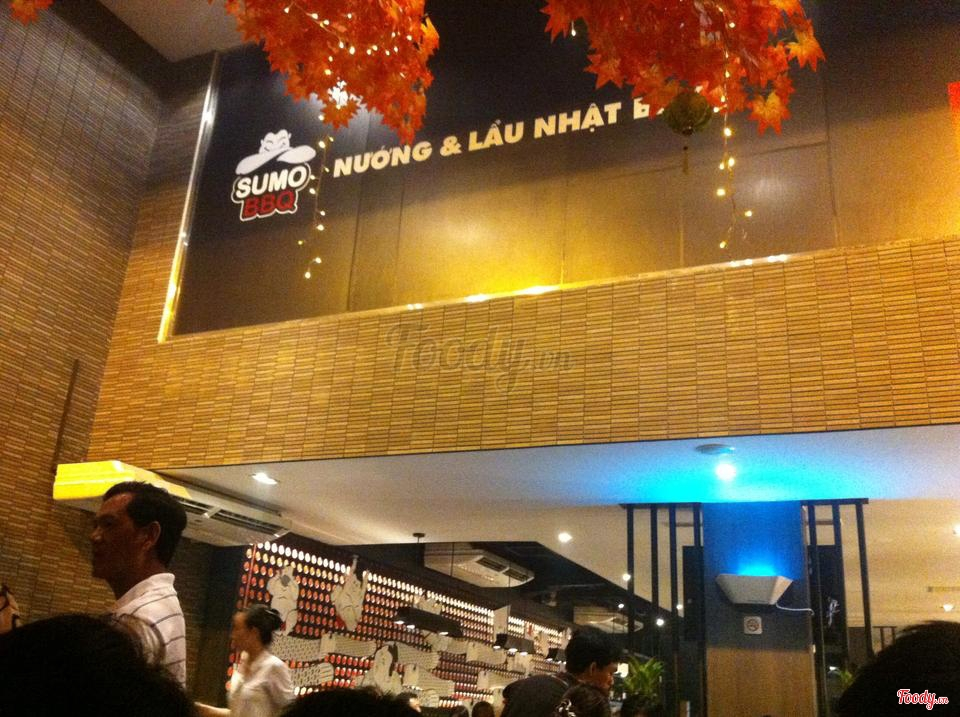 SUMO
BBQ
NƯỚNG & LẨU NHẬT
Foody.vn
Foody.vn